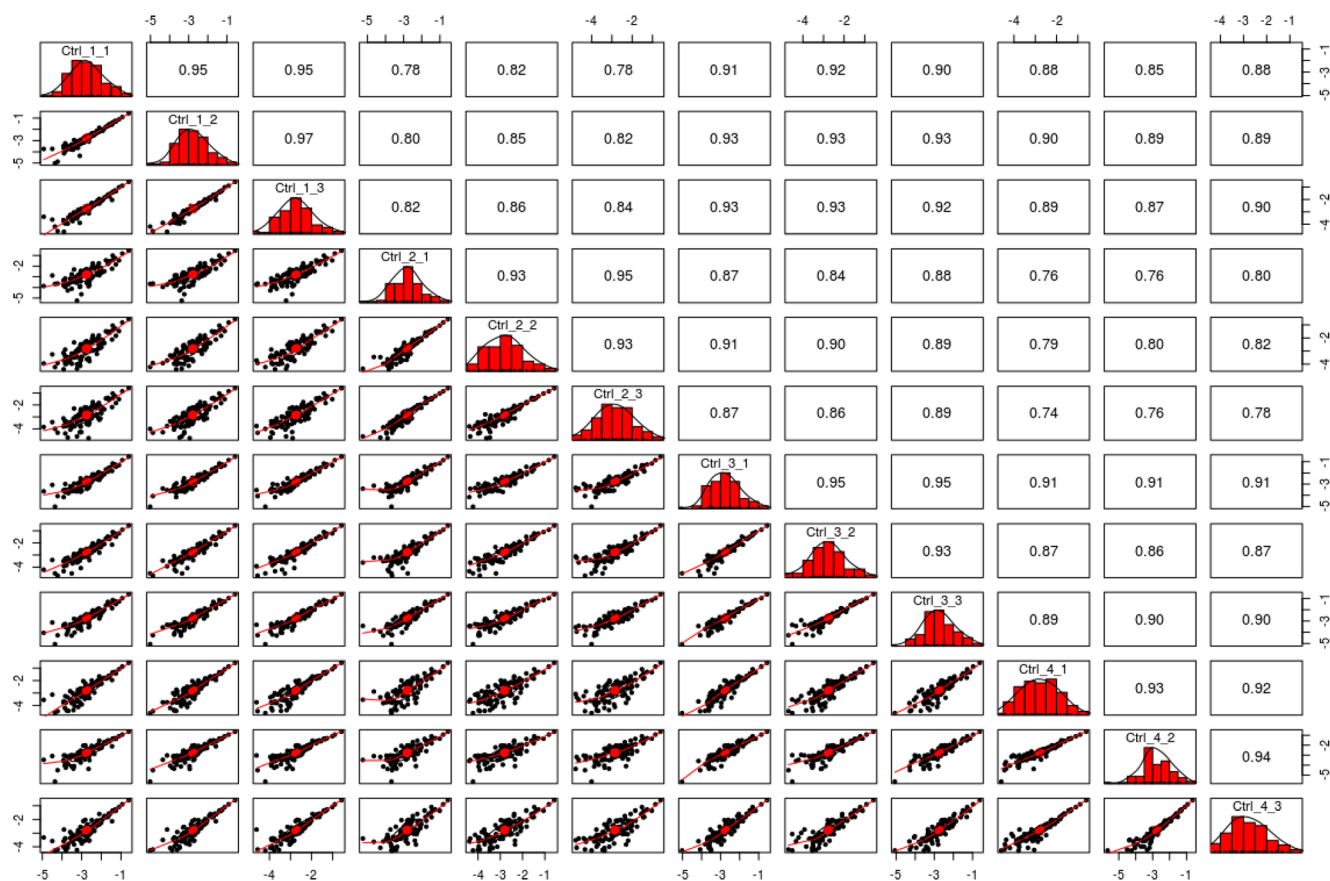 -5 -3 -1 -5 -3 -1 -4 -2 -4 -2 -4 -2 -4 -3 -2 -1
Ctrl_1_1 0.95 0.95 0.78 0.82 0.78 0.91 0.92 0.90 0.88 0.85 0.88 -5 -3 -1
-5 -3 -1 Ctrl_1_2 0.97 0.80 0.85 0.82 0.93 0.93 0.93 0.90 0.89 0.89
Ctrl_1_3 0.82 0.86 0.84 0.93 0.93 0.92 0.89 0.87 0.90 -4 -2
-5 -2 Ctrl_2_1 0.93 0.95 0.87 0.84 0.88 0.76 0.76 0.80
Ctrl_2_2 0.93 0.91 0.90 0.89 0.79 0.80 0.82 -4 -2
-4 -2 Ctrl_2_3 0.87 0.86 0.89 0.74 0.76 0.78
Ctrl_3_1 0.95 0.95 0.91 0.91 0.91 -5 -3 -1
-4 -2 Ctrl_3_2 0.93 0.87 0.86 0.87
Ctrl_3_3 0.89 0.90 0.90 -5 -3 -1
-4 -2 Ctrl_4_1 0.93 0.92
Ctrl_4_2 0.94 -5 -2
-4 -2 Ctrl_4_3
-5 -3 -1 -4 -2 -4 -3 -2 -1 -5 -3 -1 -5 -3 -1 -5 -3 -1